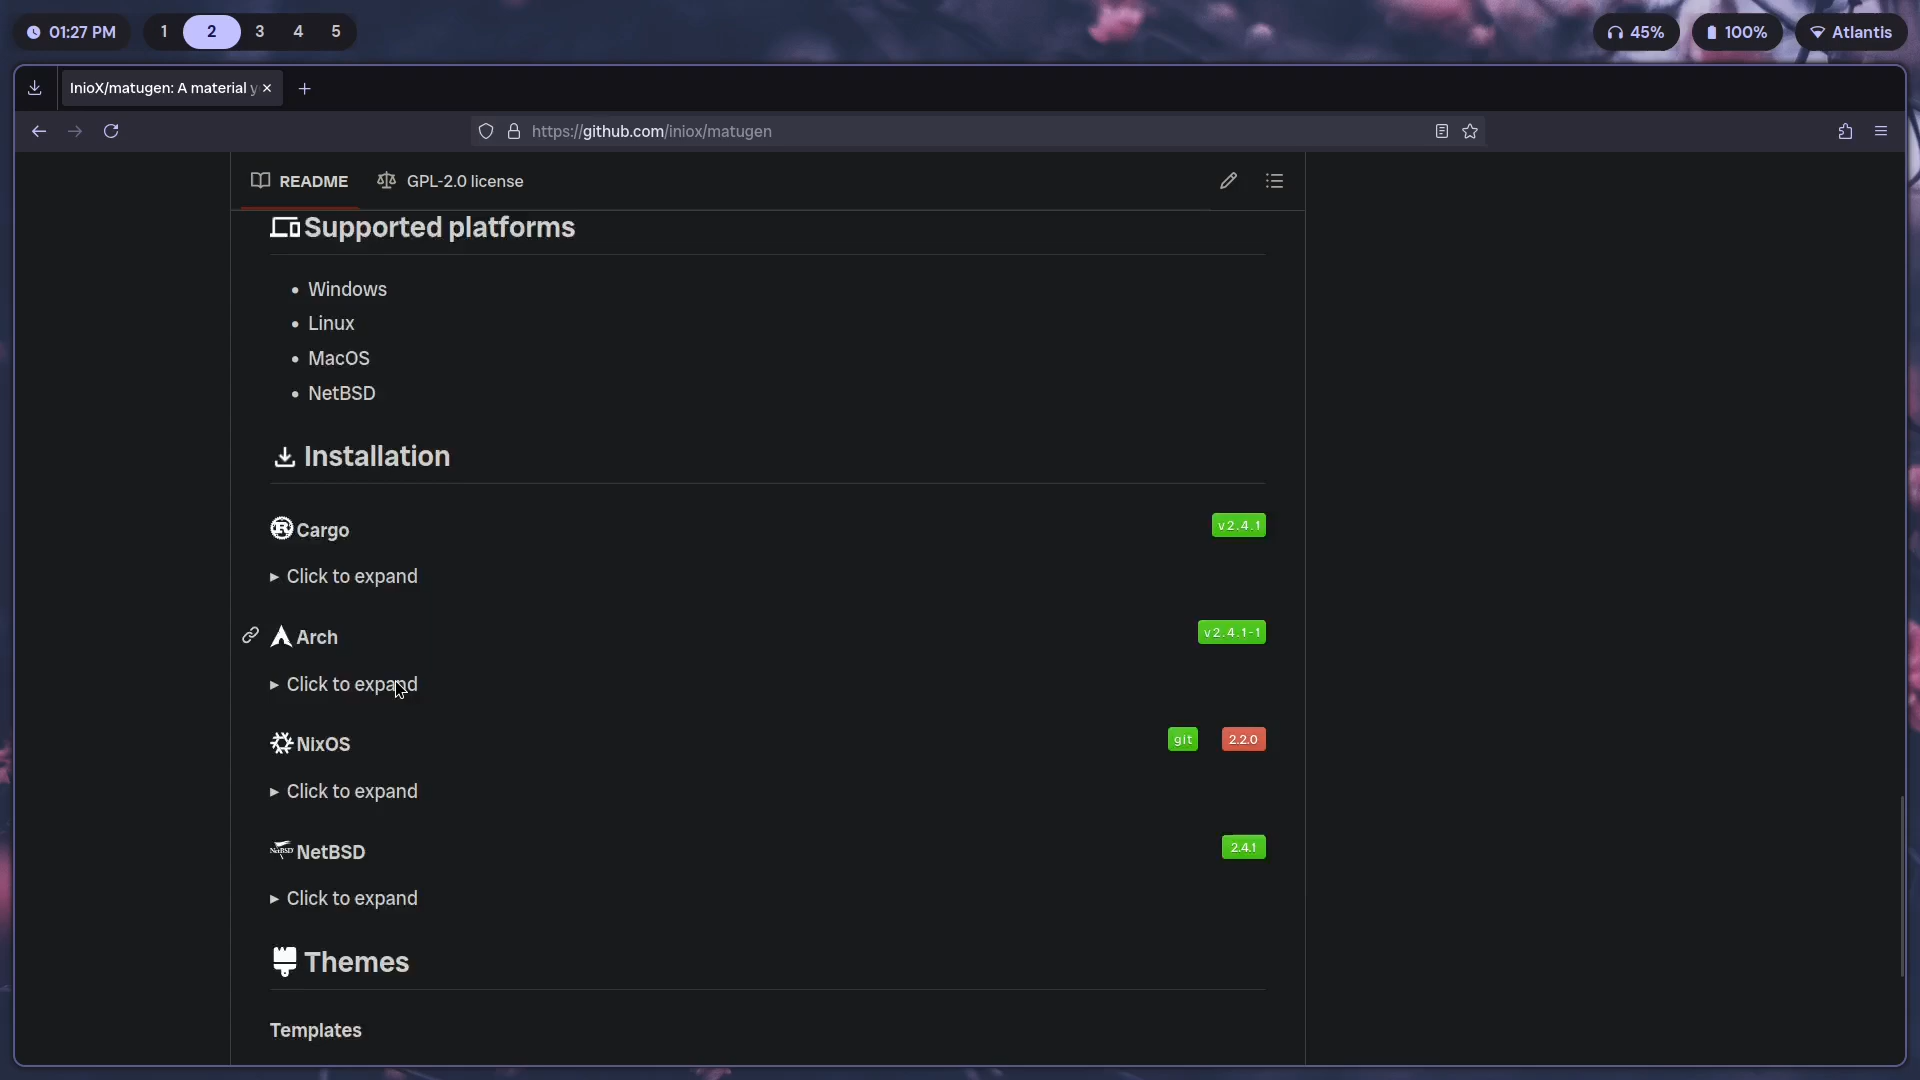 01:27 PM 1 2 3 4 5 45% 100% Atlantis
InioX/matugen: A material y
https://github.com/iniox/matugen
README GPL-2.0 license
Supported platforms
Windows
Linux
MacOS
NetBSD
Installation
Cargo v2.4.1
Click to expand
Arch v2.4.1-1
Click to expand
NixOS git 2.2.0
Click to expand
NetBSD 2.4.1
Click to expand
Themes
Templates